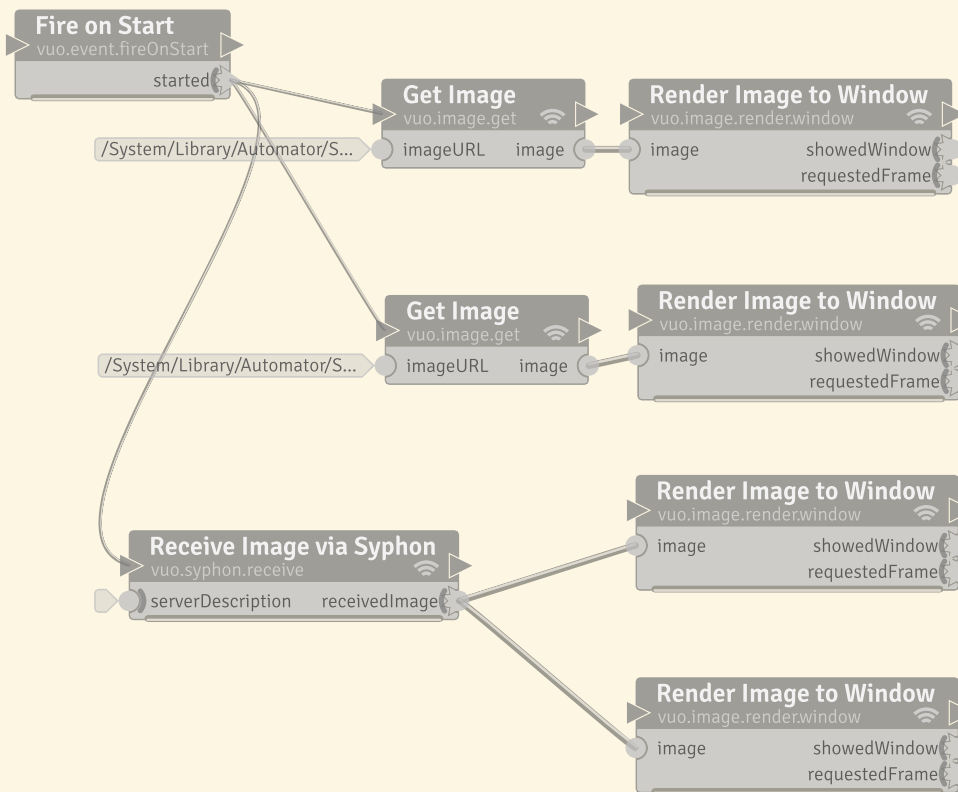 Fire on Start
vuo.event.fireOnStart
started
Get Image
vuo.image.get
/System/Library/Automator/S...
imageURL image
Render Image to Window
vuo.image.render.window
image showedWindow
requestedFrame
Get Image
vuo.image.get
/System/Library/Automator/S...
imageURL image
Render Image to Window
vuo.image.render.window
image showedWindow
requestedFrame
Render Image to Window
vuo.image.render.window
image showedWindow
requestedFrame
Receive Image via Syphon
vuo.syphon.receive
serverDescription receivedImage
Render Image to Window
vuo.image.render.window
image showedWindow
requestedFrame